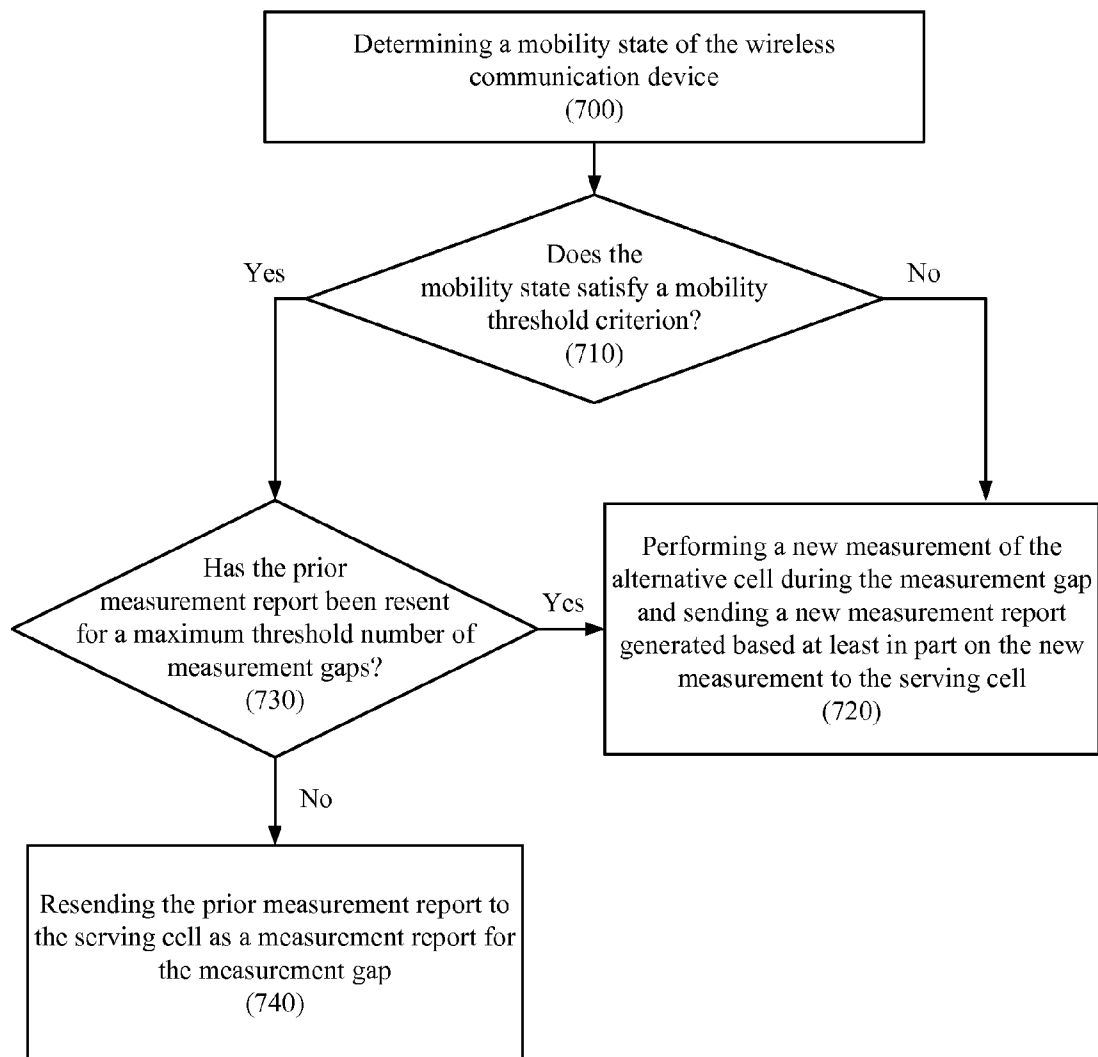 Determining a mobility state of the wireless
communication device
(700)
Does the
mobility state satisfy a mobility
threshold criterion?
(710)
Yes
No
Has the prior
measurement report been resent
for a maximum threshold number of
measurement gaps?
(730)
Yes
Performing a new measurement of the
alternative cell during the measurement gap
and sending a new measurement report
generated based at least in part on the new
measurement to the serving cell
(720)
No
Resending the prior measurement report to
the serving cell as a measurement report for
the measurement gap
(740)